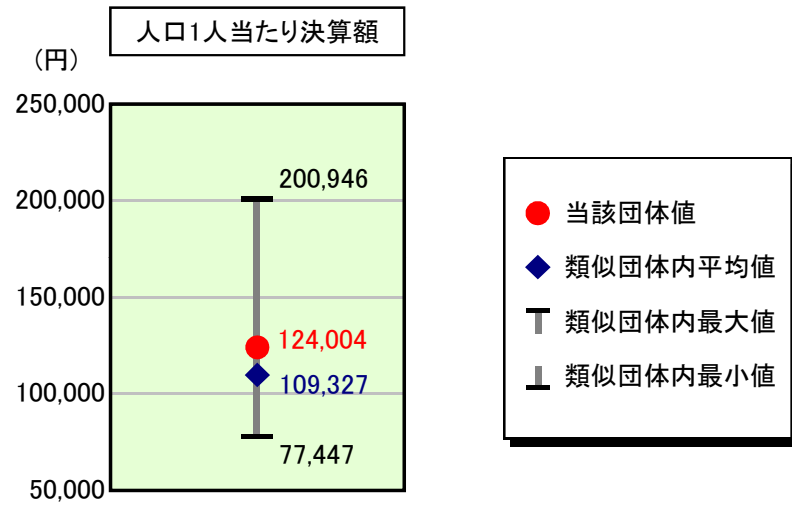 人口1人当たり決算額
（円）
250,000
200,000
150,000
100,000
50,000
200,946
124,004
109,327
77,447
当該団体値
類似団体内平均値
類似団体内最大値
類似団体内最小値